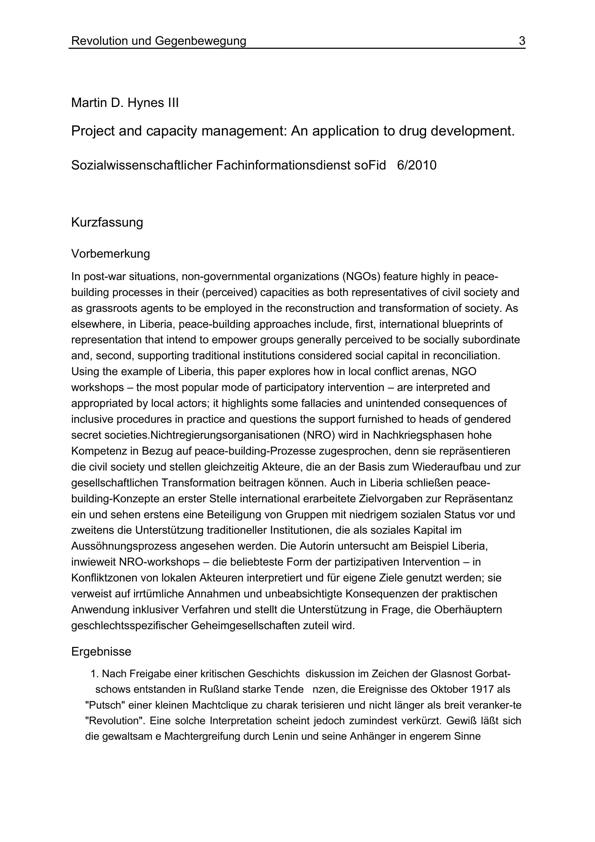 Revolution und Gegenbewegung 3
Martin D. Hynes III
Project and capacity management: An application to drug development.
Sozialwissenschaftlicher Fachinformationsdienst soFid 6/2010
Kurzfassung
Vorbemerkung
In post-war situations, non-governmental organizations (NGOs) feature highly in peace-
building processes in their (perceived) capacities as both representatives of civil society and
as grassroots agents to be employed in the reconstruction and transformation of society. As
elsewhere, in Liberia, peace-building approaches include, first, international blueprints of
representation that intend to empower groups generally perceived to be socially subordinate
and, second, supporting traditional institutions considered social capital in reconciliation.
Using the example of Liberia, this paper explores how in local conflict arenas, NGO
workshops – the most popular mode of participatory intervention – are interpreted and
appropriated by local actors; it highlights some fallacies and unintended consequences of
inclusive procedures in practice and questions the support furnished to heads of gendered
secret societies.Nichtregierungsorganisationen (NRO) wird in Nachkriegsphasen hohe
Kompetenz in Bezug auf peace-building-Prozesse zugesprochen, denn sie repräsentieren
die civil society und stellen gleichzeitig Akteure, die an der Basis zum Wiederaufbau und zur
gesellschaftlichen Transformation beitragen können. Auch in Liberia schließen peace-
building-Konzepte an erster Stelle international erarbeitete Zielvorgaben zur Repräsentanz
ein und sehen erstens eine Beteiligung von Gruppen mit niedrigem sozialen Status vor und
zweitens die Unterstützung traditioneller Institutionen, die als soziales Kapital im
Aussöhnungsprozess angesehen werden. Die Autorin untersucht am Beispiel Liberia,
inwieweit NRO-workshops – die beliebteste Form der partizipativen Intervention – in
Konfliktzonen von lokalen Akteuren interpretiert und für eigene Ziele genutzt werden; sie
verweist auf irrtümliche Annahmen und unbeabsichtigte Konsequenzen der praktischen
Anwendung inklusiver Verfahren und stellt die Unterstützung in Frage, die Oberhäuptern
geschlechtsspezifischer Geheimgesellschaften zuteil wird.
Ergebnisse
1. Nach Freigabe einer kritischen Geschichts diskussion im Zeichen der Glasnost Gorbat-
schows entstanden in Rußland starke Tende nzen, die Ereignisse des Oktober 1917 als
"Putsch" einer kleinen Machtclique zu charak terisieren und nicht länger als breit veranker-te
"Revolution". Eine solche Interpretation scheint jedoch zumindest verkürzt. Gewiß läßt sich
die gewaltsam e Machtergreifung durch Lenin und seine Anhänger in engerem Sinne